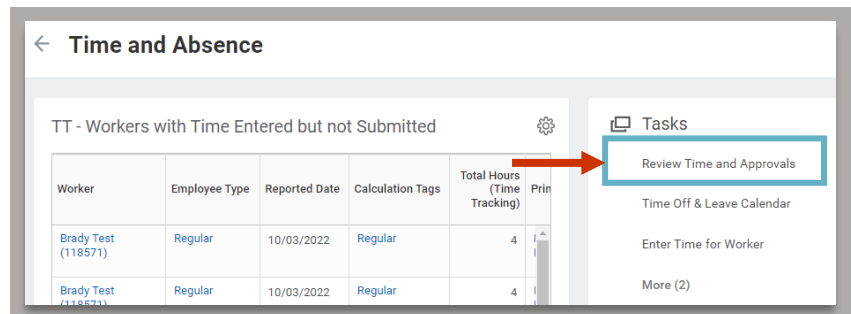 Time and Absence
TT - Workers with Time Entered but not Submitted
Worker
Employee Type
Reported Date
Calculation Tags
Total Hours
(Time
Tracking)
Brady Test
(118571)
Regular
10/03/2022
Regular
4
Brady Test
(118571)
Regular
10/03/2022
Regular
4
Tasks
Review Time and Approvals
Time Off & Leave Calendar
Enter Time for Worker
More (2)